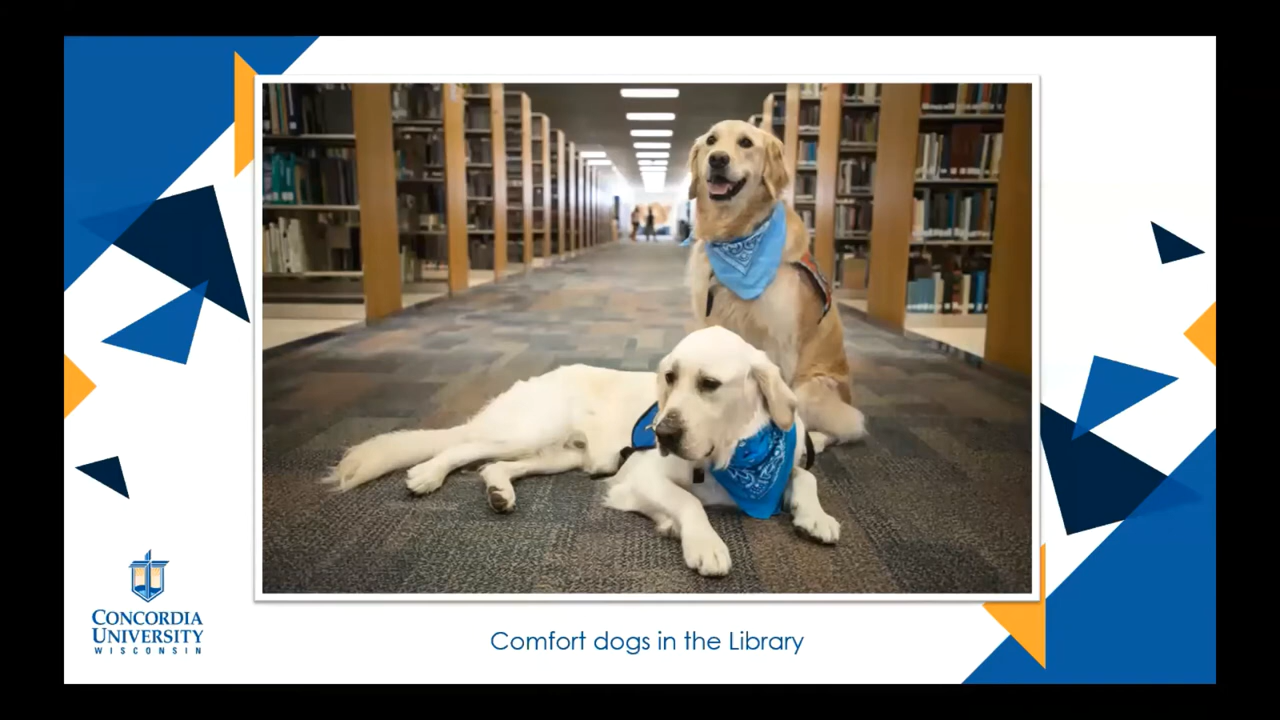 CONCORDIA
UNIVERSITY
WISCONSIN
Comfort dogs in the Library